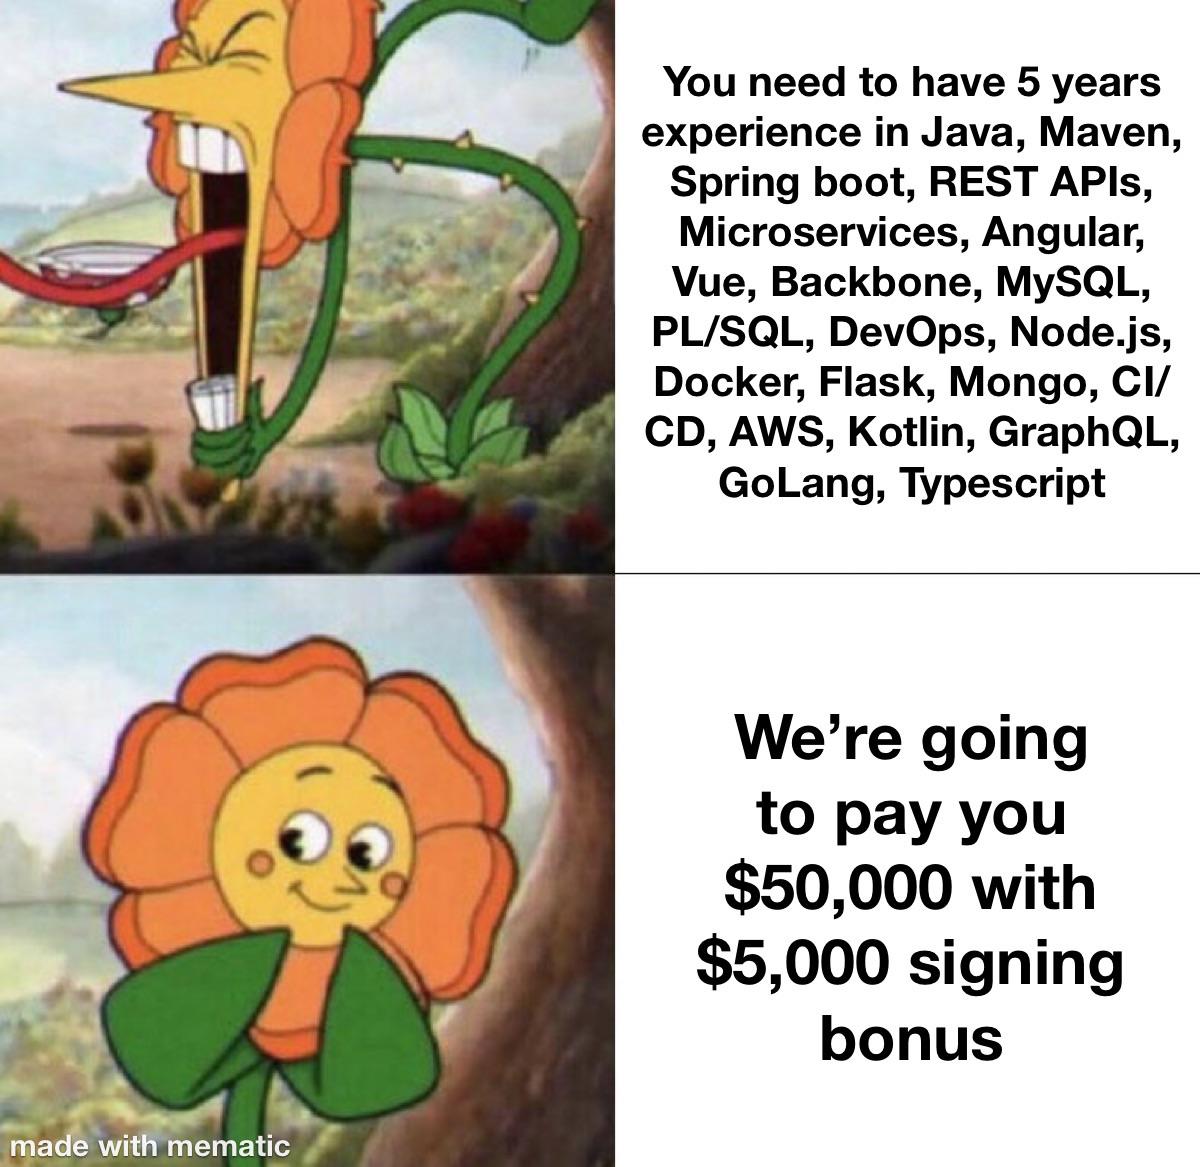 You need to have 5 years
experience in Java, Maven,
Spring boot, REST APIs,
Microservices, Angular,
Vue, Backbone, MySQL,
PL/SQL, DevOps, Node.js,
Docker, Flask, Mongo, CI/
CD, AWS, Kotlin, GraphQL,
GoLang, Typescript
We’re going
to pay you
$50,000 with
$5,000 signing
bonus
made with mematic